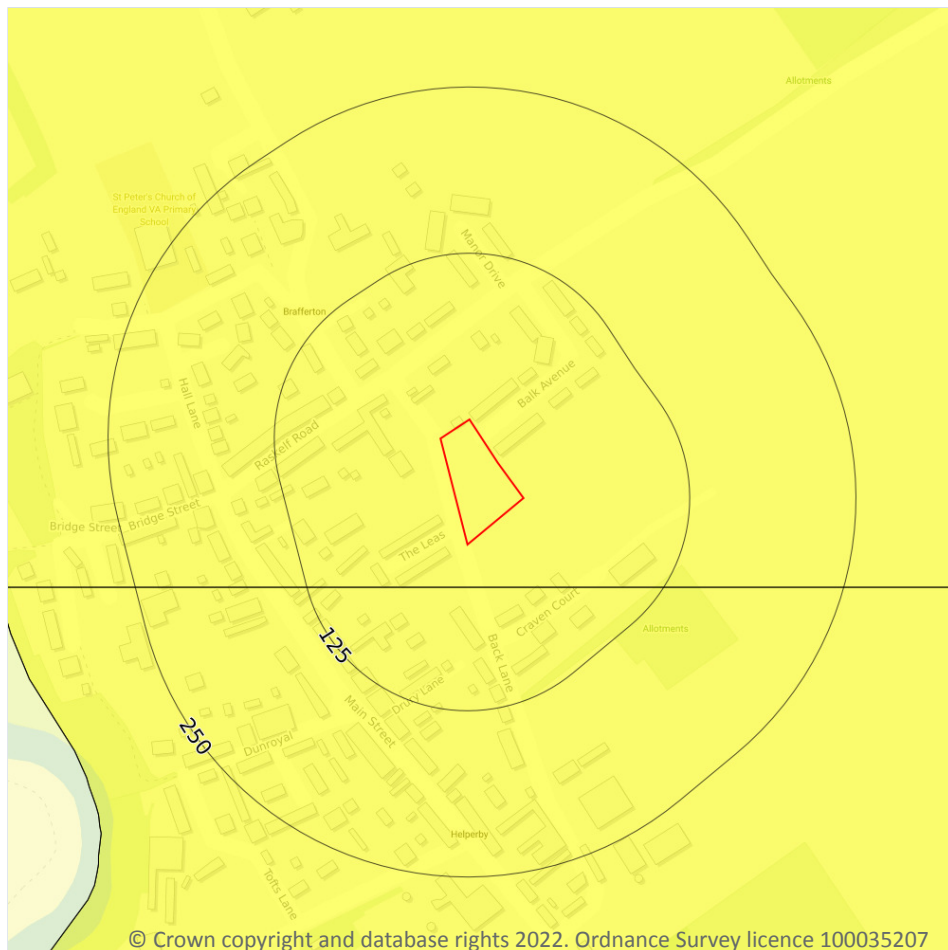 Allotments
St Peter's Church of
England VA Primary
School
Manor Drive
Brafferton
Balk Avenue
Hall Lane
Raskelf Road
Bridge Street
Bridge Street
The Leas
Craven Court
Allotments
125
Back Lane
Drury Lane
Main Street
250
Dunroyal
Helperby
Tofts Lane
© Crown copyright and database rights 2022. Ordnance Survey licence 100035207